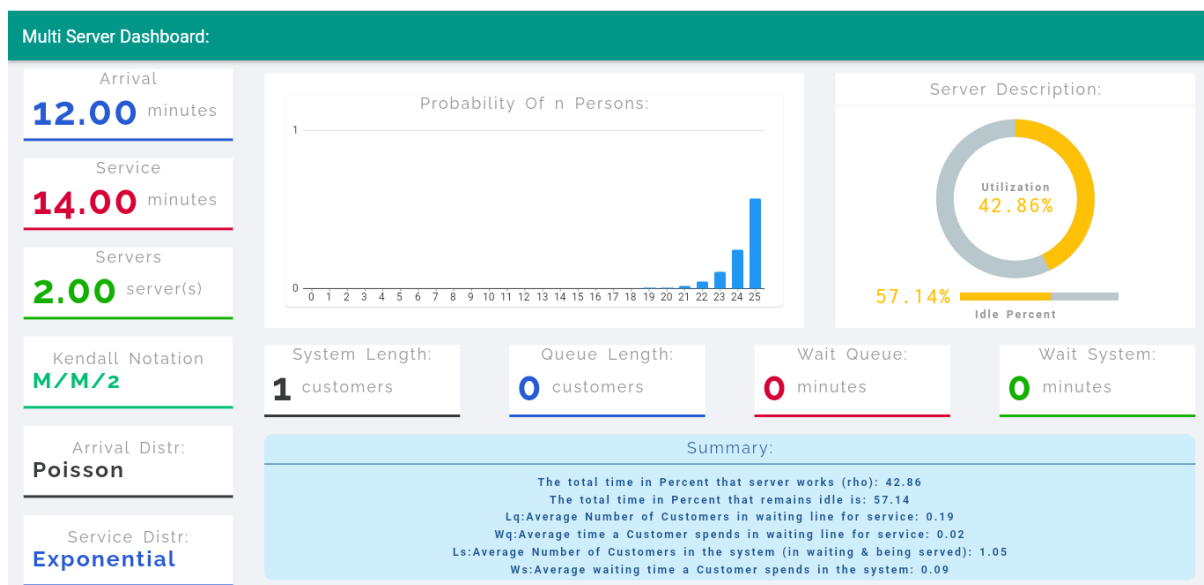 Multi Server Dashboard:
Arrival
12.00 minutes
Service
14.00 minutes
Servers
2.00 server(s)
Kendall Notation
M/M/2
Arrival Distr:
Poisson
Service Distr:
Exponential
Probability Of n Persons:
1
0
0 1 2 3 4 5 6 7 8 9 10 11 12 13 14 15 16 17 18 19 20 21 22 23 24 25
Server Description:
Utilization
42.86%
57.14%
Idle Percent
System Length:
1 customers
Queue Length:
0 customers
Wait Queue:
0 minutes
Wait System:
0 minutes
Summary:
The total time in Percent that server works (rho): 42.86
The total time in Percent that remains idle is: 57.14
Lq:Average Number of Customers in waiting line for service: 0.19
Wq:Average time a Customer spends in waiting line for service: 0.02
Ls:Average Number of Customers in the system (in waiting & being served): 1.05
Ws:Average waiting time a Customer spends in the system: 0.09